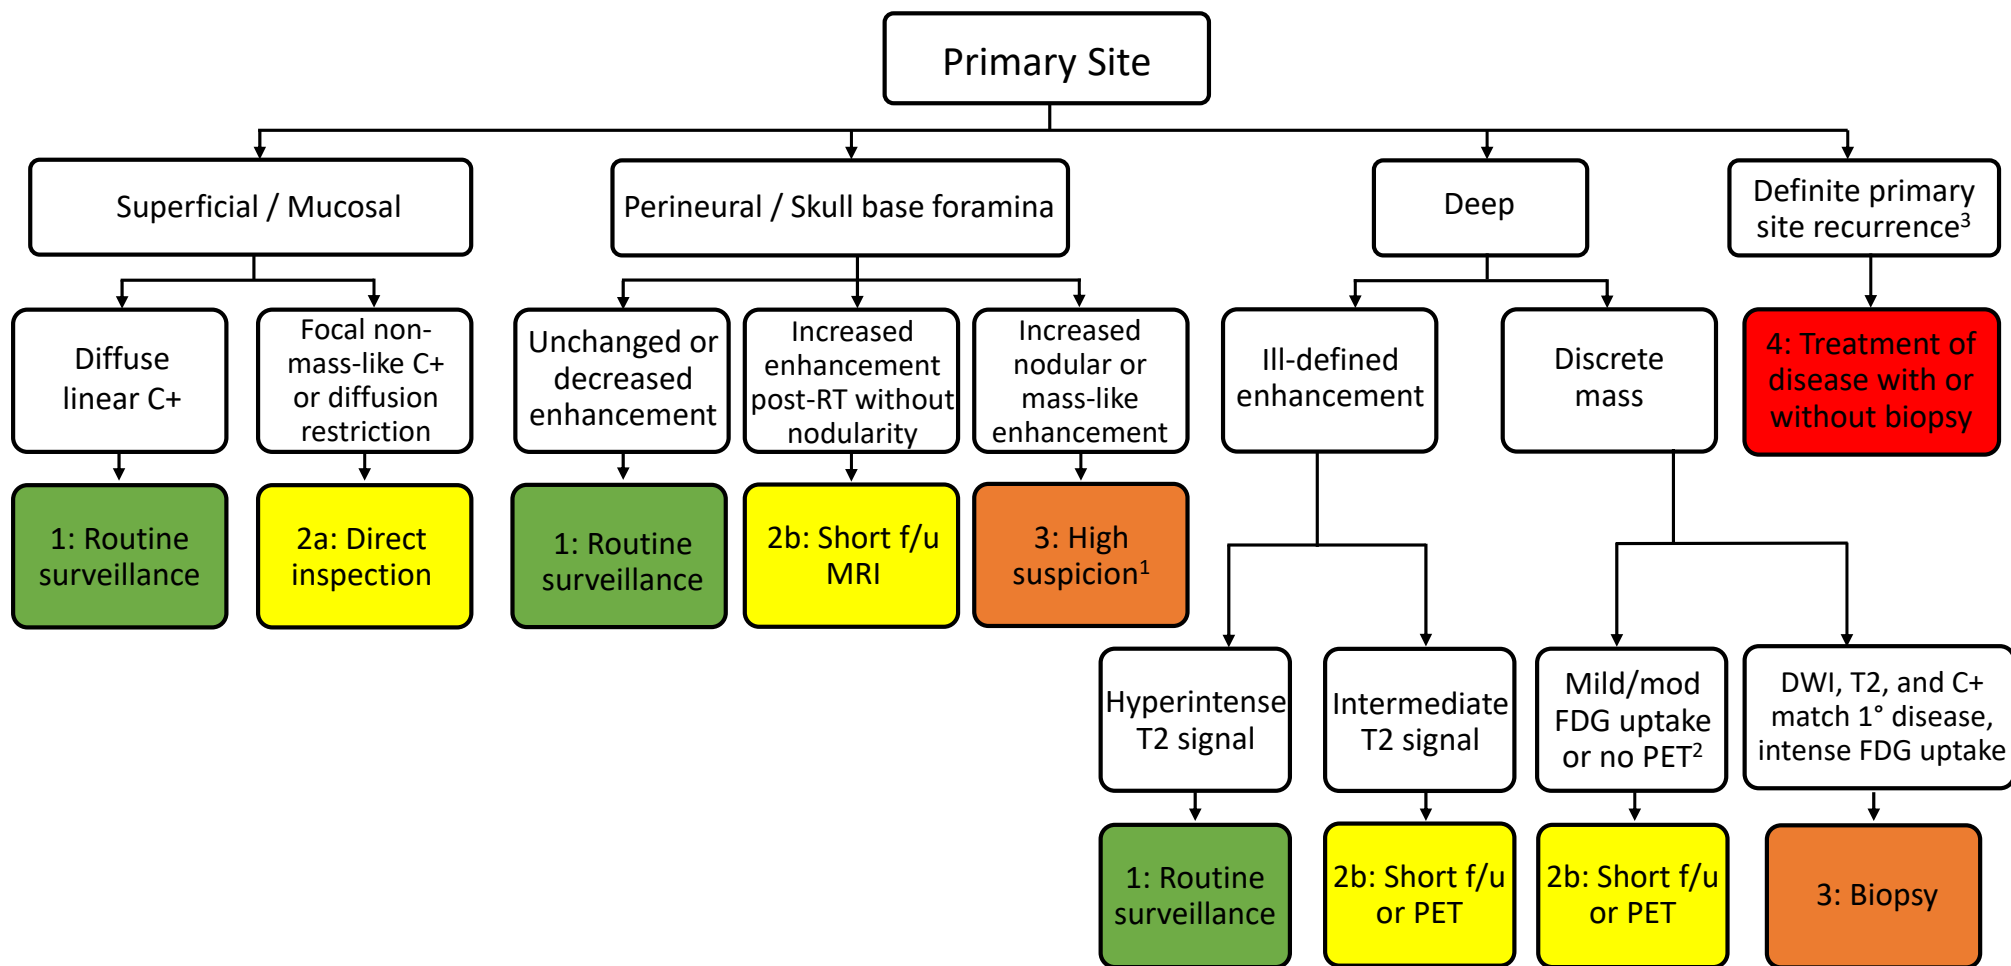 Primary Site
Superficial / Mucosal
Perineural / Skull base foramina
Deep
Definite primary
site recurrence³
Diffuse
linear C+
Focal non-
mass-like C+
or diffusion
restriction
Unchanged or
decreased
enhancement
Increased
enhancement
post-RT without
nodularity
Increased
nodular or
mass-like
enhancement
Ill-defined
enhancement
Discrete
mass
4: Treatment of
disease with or
without biopsy
1: Routine
surveillance
2a: Direct
inspection
1: Routine
surveillance
2b: Short f/u
MRI
3: High
suspicion¹
Hyperintense
T2 signal
Intermediate
T2 signal
Mild/mod
FDG uptake
or no PET²
DWI, T2, and C+
match 1° disease,
intense FDG uptake
1: Routine
surveillance
2b: Short f/u
or PET
2b: Short f/u
or PET
3: Biopsy